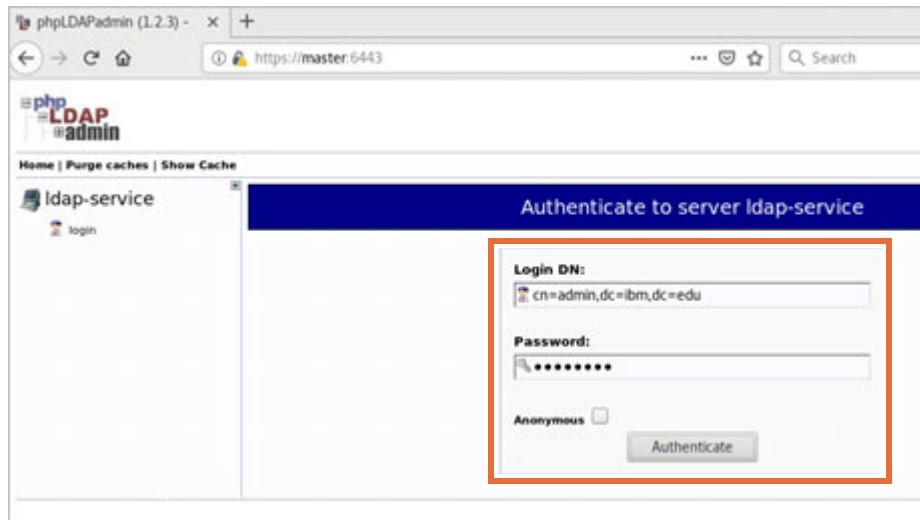 phpLDAPadmin (1.2.3) -
https://master:6443
Search
php
LDAP
admin
Home | Purge caches | Show Cache
ldap-service
login
Authenticate to server ldap-service
Login DN:
cn=admin,dc=ibm,dc=edu
Password:
Anonymous
Authenticate